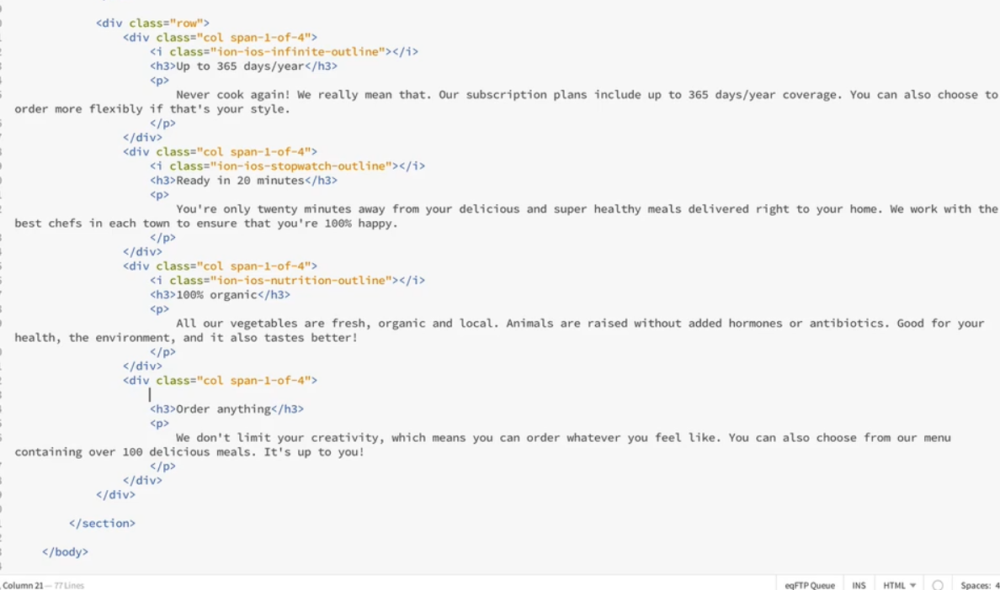 <div class="row">
<div class="col span-1-of-4">
<i class="ion-ios-infinite-outline"></i>
<h3>Up to 365 days/year</h3>
<p>
Never cook again! We really mean that. Our subscription plans include up to 365 days/year coverage. You can also choose to
order more flexibly if that's your style.
</p>
</div>
<div class="col span-1-of-4">
<i class="ion-ios-stopwatch-outline"></i>
<h3>Ready in 20 minutes</h3>
<p>
You're only twenty minutes away from your delicious and super healthy meals delivered right to your home. We work with the
best chefs in each town to ensure that you're 100% happy.
</p>
</div>
<div class="col span-1-of-4">
<i class="ion-ios-nutrition-outline"></i>
<h3>100% organic</h3>
<p>
All our vegetables are fresh, organic and local. Animals are raised without added hormones or antibiotics. Good for your
health, the environment, and it also tastes better!
</p>
</div>
<div class="col span-1-of-4">
<h3>Order anything</h3>
<p>
We don't limit your creativity, which means you can order whatever you feel like. You can also choose from our menu
containing over 100 delicious meals. It's up to you!
</p>
</div>
</div>
</section>
</body>
, Column 21 — 77 Lines eqFTP Queue INS HTML Spaces: 4